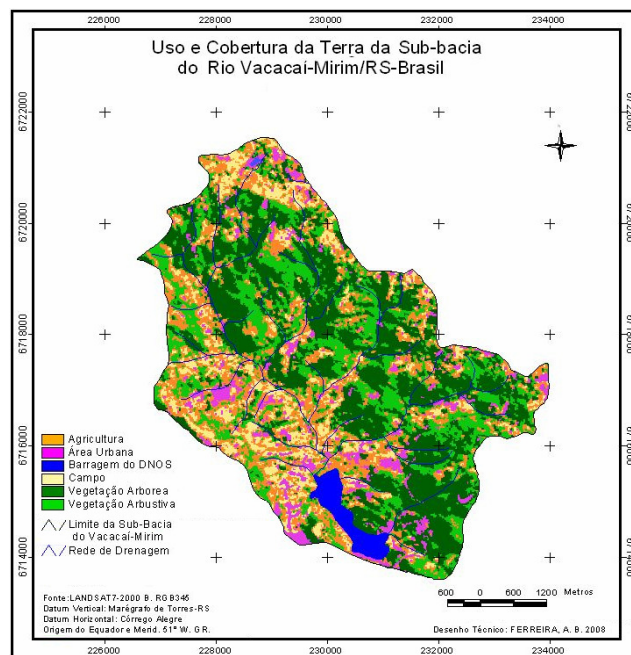 226000 228000 230000 232000 234000
Uso e Cobertura da Terra da Sub-bacia
do Rio Vacacaí-Mirim/RS-Brasil
6722000
6720000
6718000
6716000
6714000
Agricultura
Área Urbana
Barragem do DNOS
Campo
Vegetação Arborea
Vegetação Arbustiva
Limite da Sub-Bacia
do Vacacaí-Mirim
Rede de Drenagem
600 0 600 1200 Metros
Fonte:LANDSAT7-2000 B. RGB345
Datum Vertical: Marégrafo de Torres-RS
Datum Horizontal: Córrego Alegre
Origem do Equador e Merid. 51° W. GR.
Desenho Técnico: FERREIRA, A. B. 2008
226000 228000 230000 232000 234000